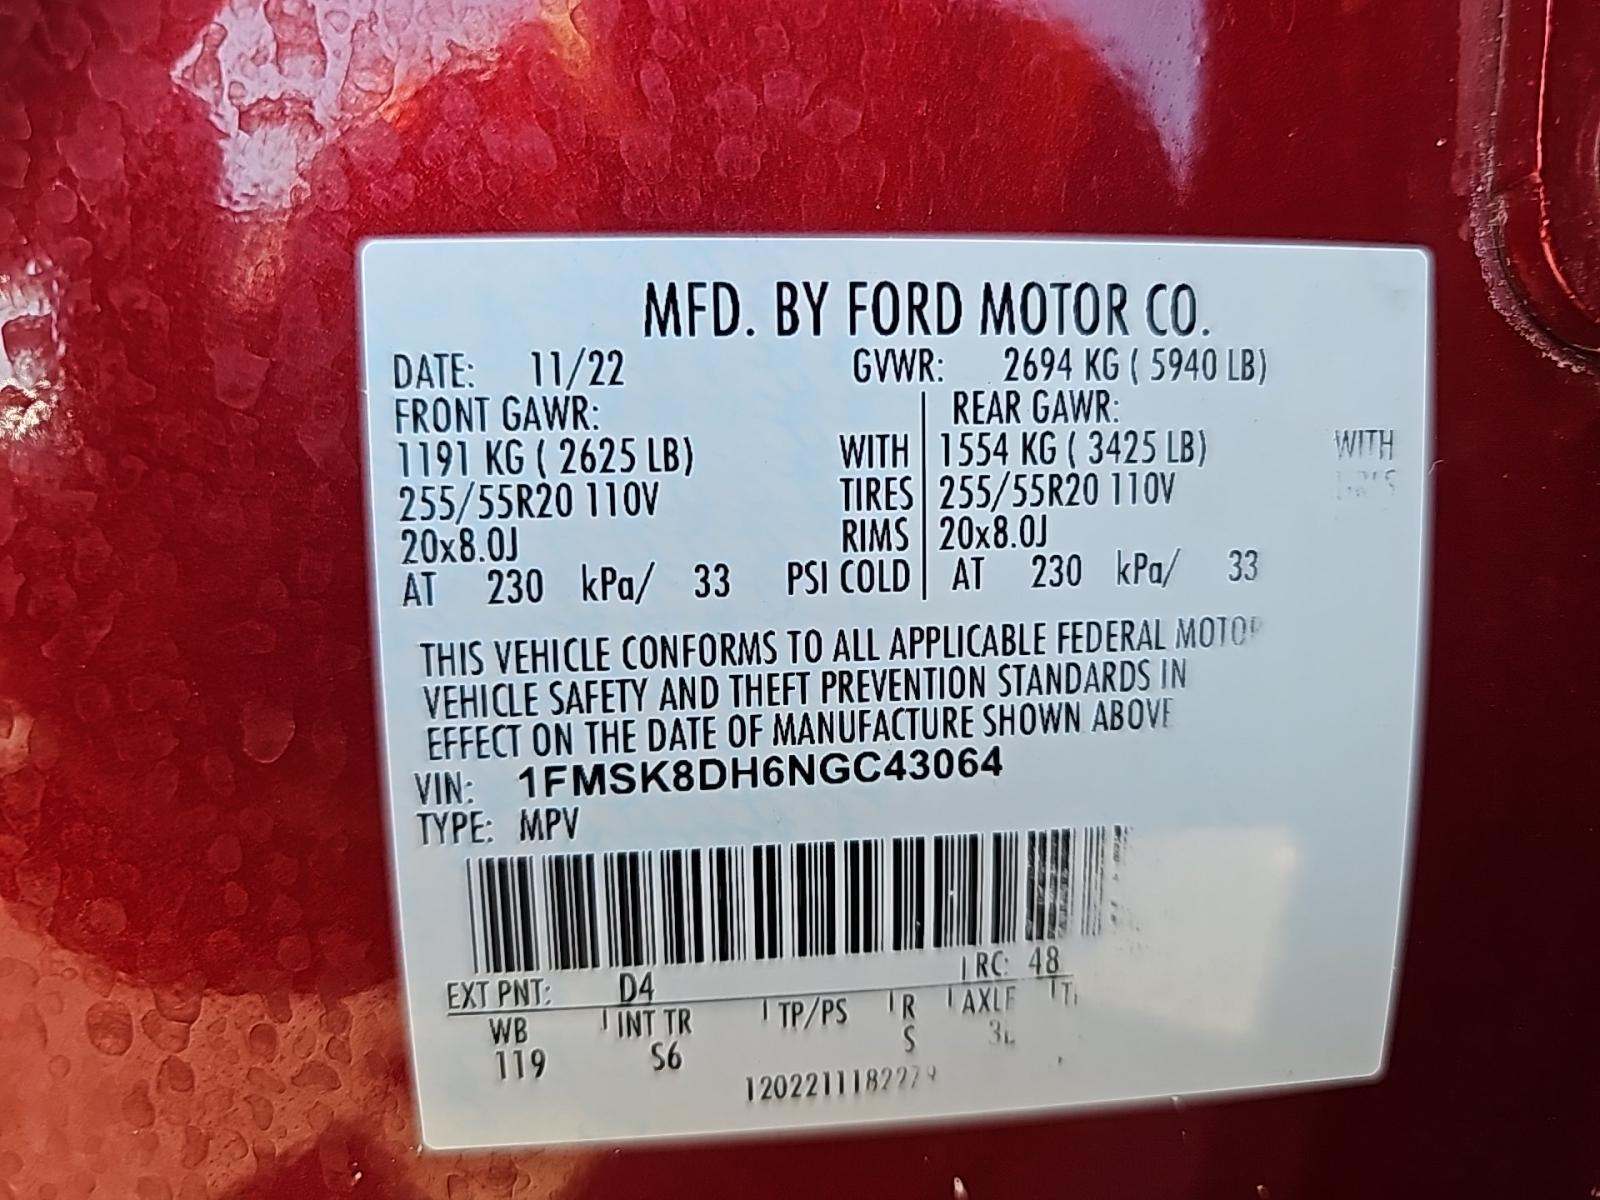 MFD. BY FORD MOTOR CO.
DATE: 11/22 GVWR: 2694 KG ( 5940 LB)
FRONT GAWR: REAR GAWR:
1191 KG ( 2625 LB) WITH 1554 KG ( 3425 LB) WITH
255/55R20 110V TIRES 255/55R20 110V
20x8.0J RIMS 20x8.0J
AT 230 kPa/ 33 PSI COLD AT 230 kPa/ 33
THIS VEHICLE CONFORMS TO ALL APPLICABLE FEDERAL MOTOR
VEHICLE SAFETY AND THEFT PREVENTION STANDARDS IN
EFFECT ON THE DATE OF MANUFACTURE SHOWN ABOVE
VIN: 1FMSK8DH6NGC43064
TYPE: MPV
EXT PNT: D4 RC: 48
WB INT TR TP/PS R AXLE
119 S6 S